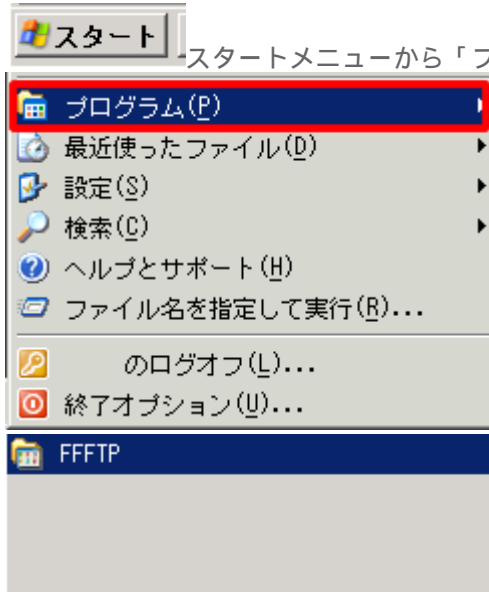 スタート
スタートメニューから「プ
プログラム(P)
最近使ったファイル(D)
設定(S)
検索(C)
ヘルプとサポート(H)
ファイル名を指定して実行(R)...
のログオフ(L)...
終了オプション(U)...
FFFTP